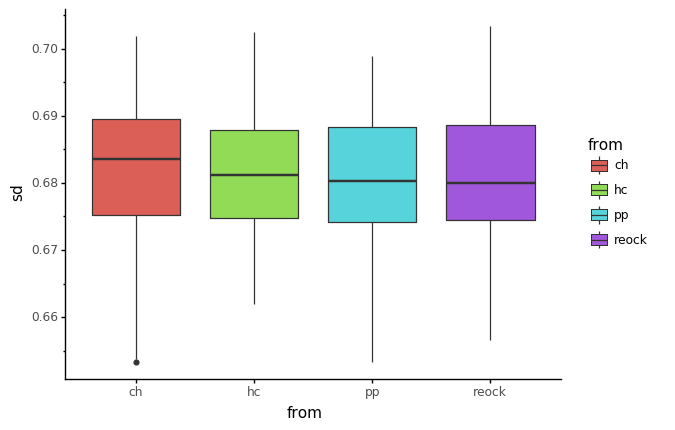 0.70
0.69
0.68
0.67
0.66
sd
ch
hc
pp
reock
from
from
ch
hc
pp
reock